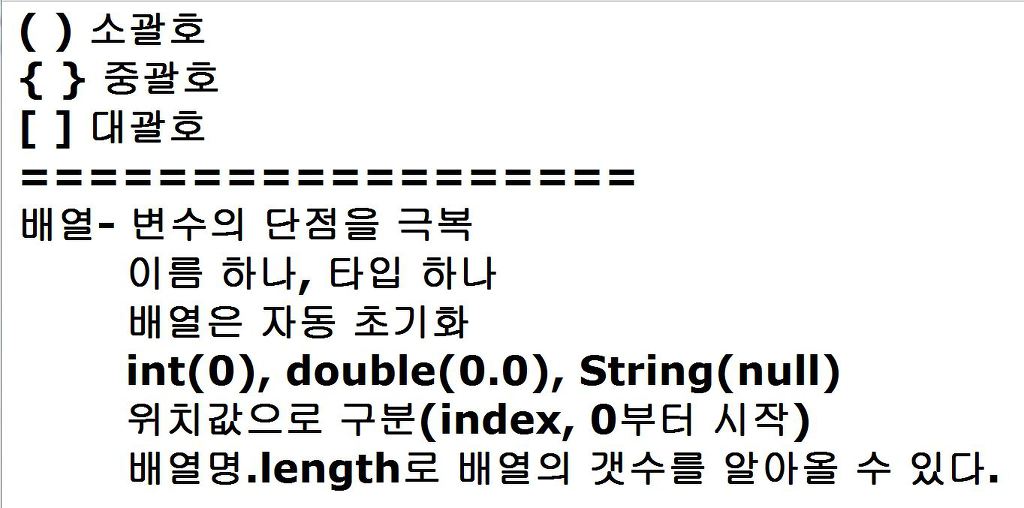 ( ) 소괄호
{ } 중괄호
[ ] 대괄호
==================
배열- 변수의 단점을 극복
이름 하나, 타입 하나
배열은 자동 초기화
int(0), double(0.0), String(null)
위치값으로 구분(index, 0부터 시작)
배열명.length로 배열의 갯수를 알아올 수 있다.